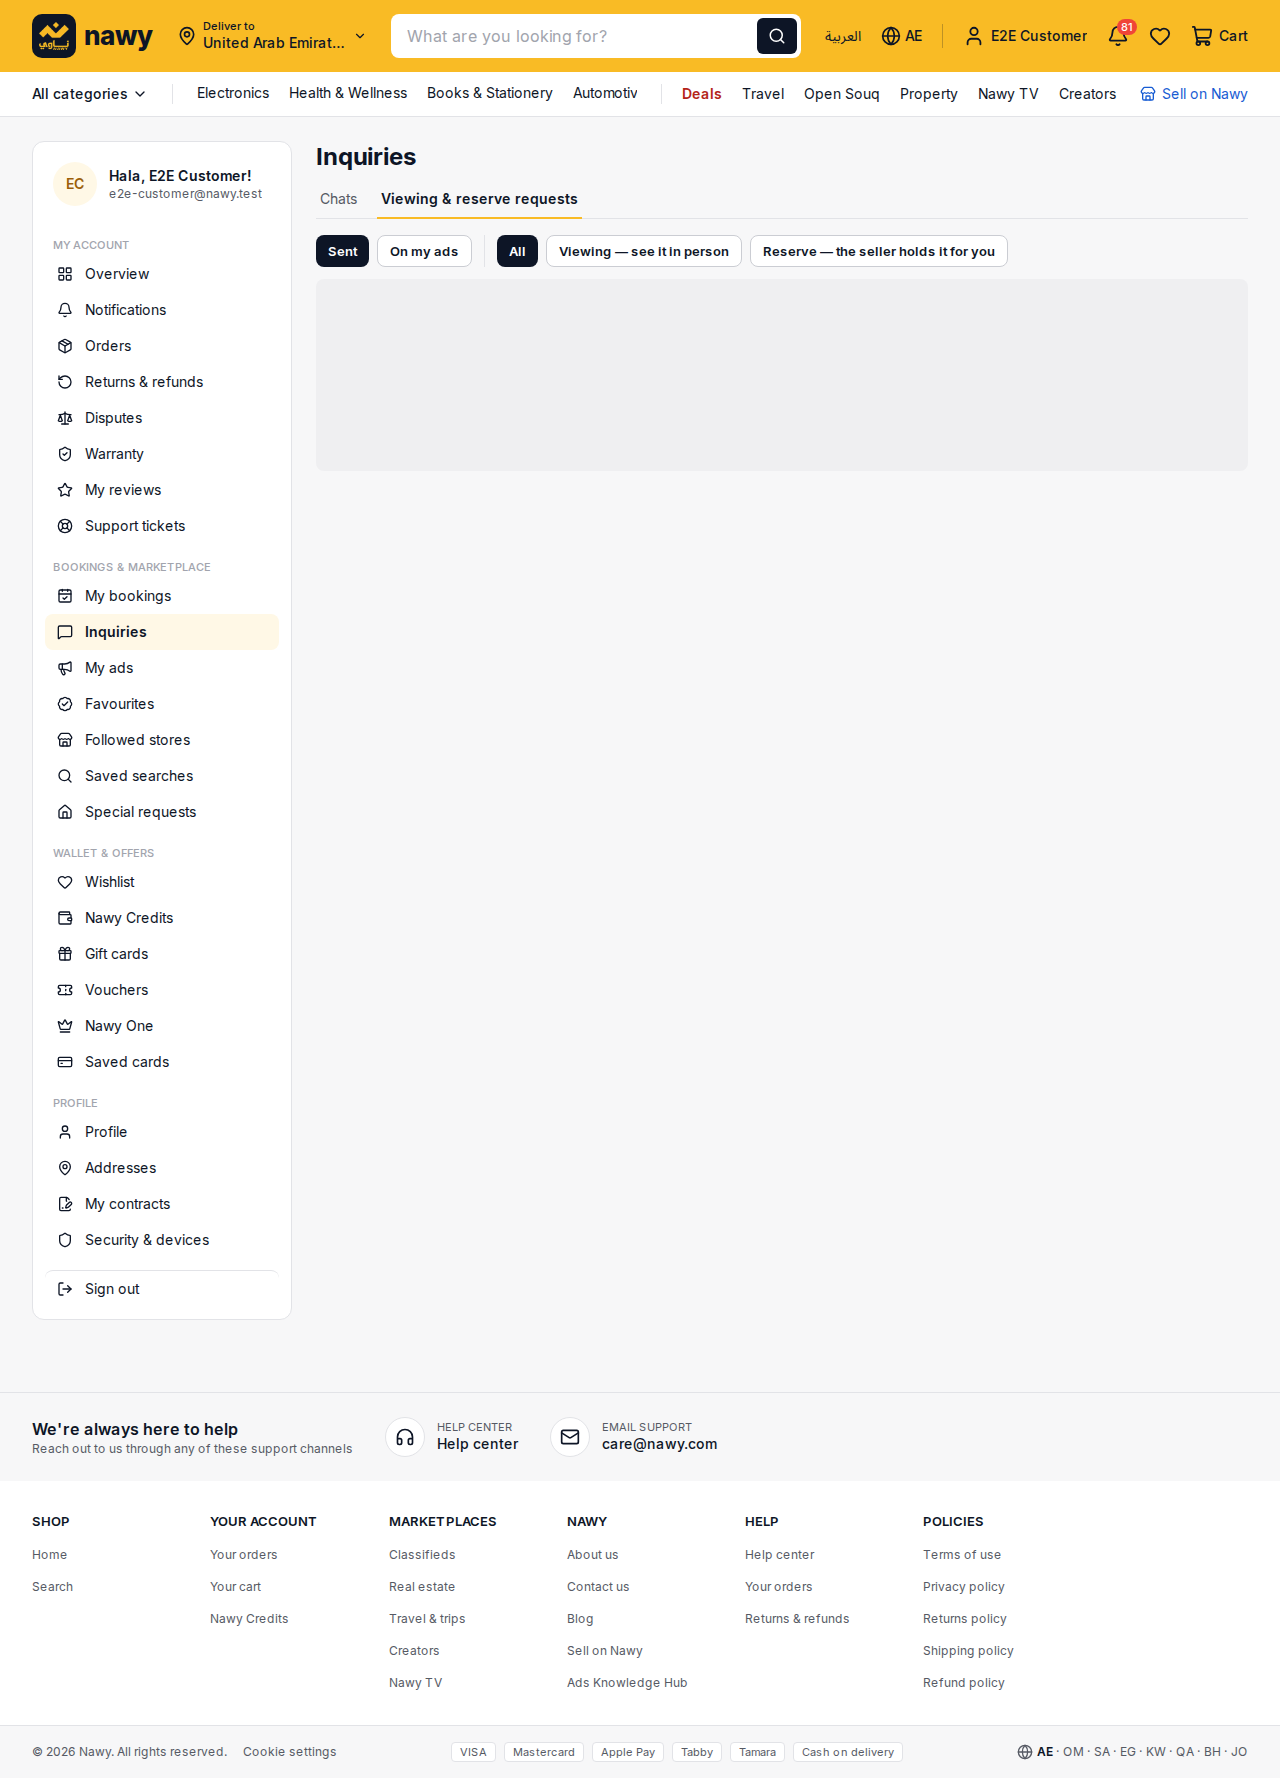 ناوي
nawy
Deliver to
United Arab Emirat...
What are you looking for?
العربية
AE
E2E Customer
81
Cart
All categories
Electronics
Health & Wellness
Books & Stationery
Automotiv
Deals
Travel
Open Souq
Property
Nawy TV
Creators
Sell on Nawy
EC
Hala, E2E Customer!
e2e-customer@nawy.test
MY ACCOUNT
Overview
Notifications
Orders
Returns & refunds
Disputes
Warranty
My reviews
Support tickets
BOOKINGS & MARKETPLACE
My bookings
Inquiries
My ads
Favourites
Followed stores
Saved searches
Special requests
WALLET & OFFERS
Wishlist
Nawy Credits
Gift cards
Vouchers
Nawy One
Saved cards
PROFILE
Profile
Addresses
My contracts
Security & devices
Sign out
Inquiries
Chats
Viewing & reserve requests
Sent
On my ads
All
Viewing — see it in person
Reserve — the seller holds it for you
We're always here to help
Reach out to us through any of these support channels
HELP CENTER
Help center
EMAIL SUPPORT
care@nawy.com
SHOP
Home
Search
YOUR ACCOUNT
Your orders
Your cart
Nawy Credits
MARKETPLACES
Classifieds
Real estate
Travel & trips
Creators
Nawy TV
NAWY
About us
Contact us
Blog
Sell on Nawy
Ads Knowledge Hub
HELP
Help center
Your orders
Returns & refunds
POLICIES
Terms of use
Privacy policy
Returns policy
Shipping policy
Refund policy
© 2026 Nawy. All rights reserved.
Cookie settings
VISA
Mastercard
Apple Pay
Tabby
Tamara
Cash on delivery
AE · OM · SA · EG · KW · QA · BH · JO